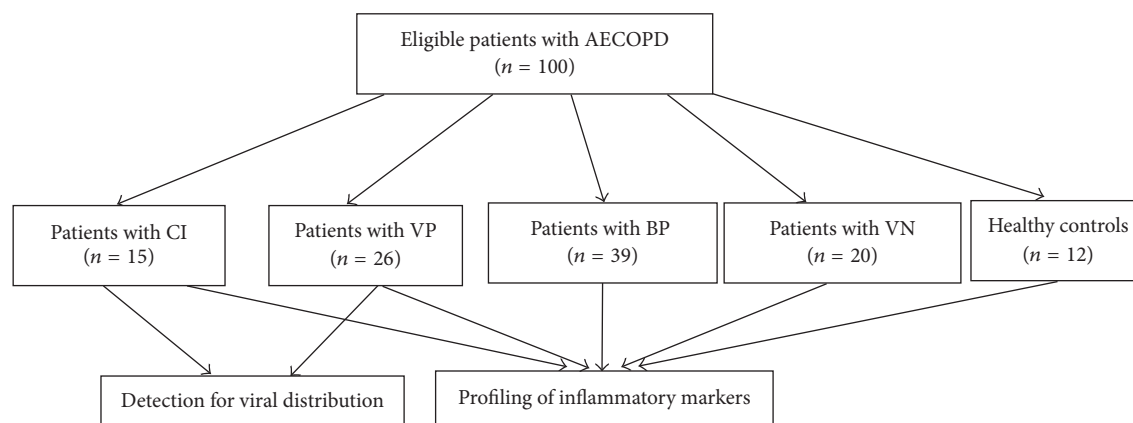 Eligible patients with AECOPD
(n = 100)
Patients with CI
(n = 15)
Patients with VP
(n = 26)
Patients with BP
(n = 39)
Patients with VN
(n = 20)
Healthy controls
(n = 12)
Detection for viral distribution
Profiling of inflammatory markers